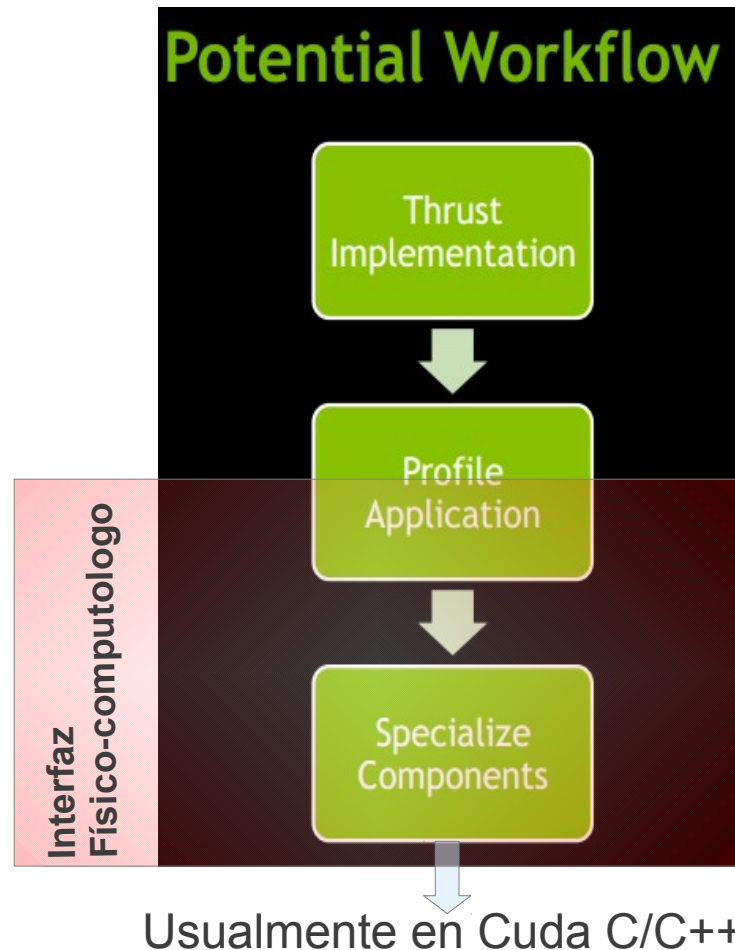 Potential Workflow
Thrust
Implementation
Profile
Application
Interfaz
Físico-computologo
Specialize
Components
Usualmente en Cuda C/C++